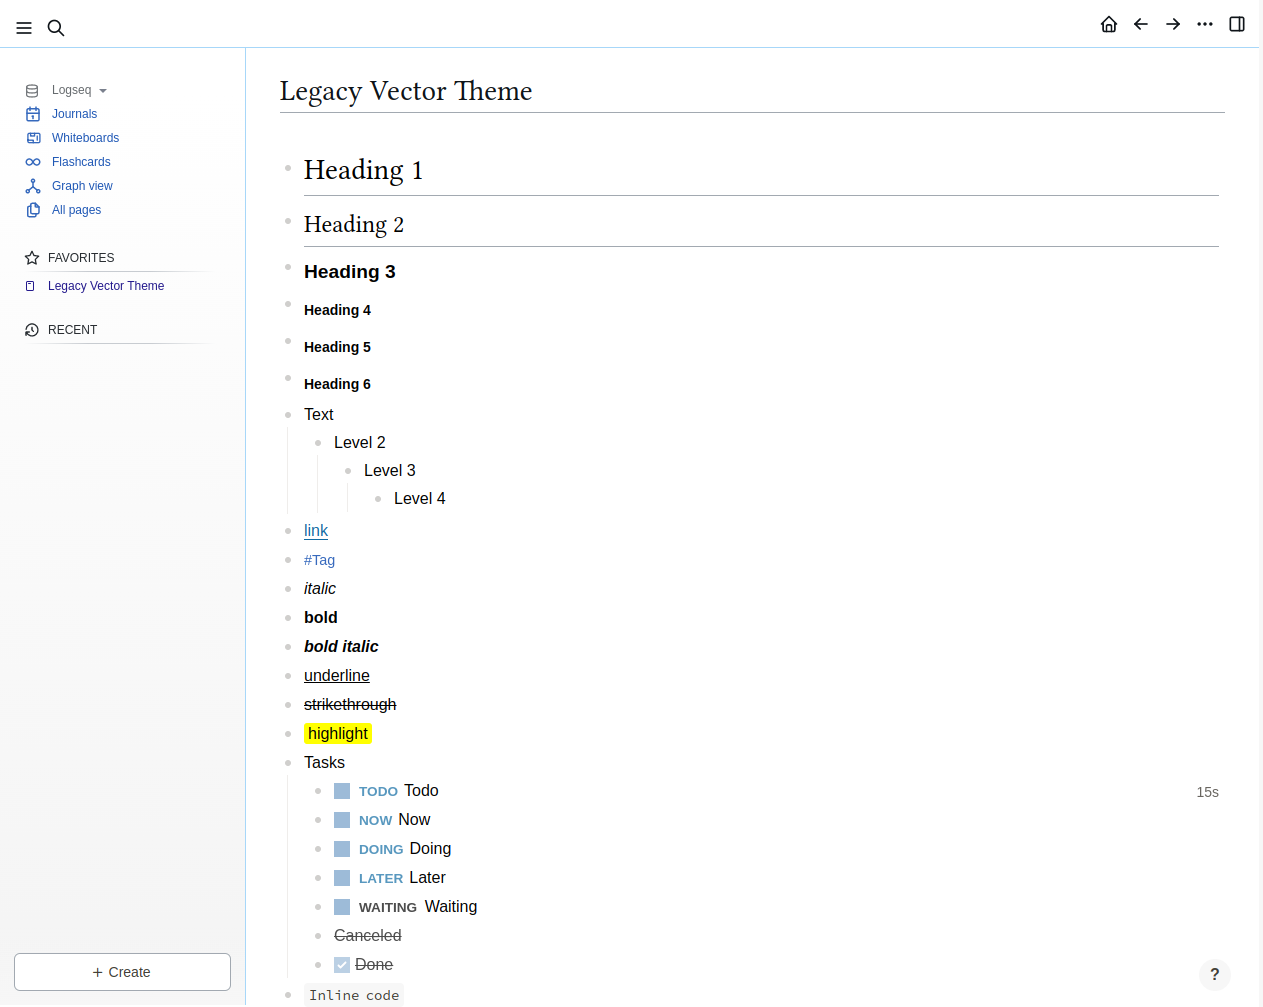 Logseq
Journals
Whiteboards
Flashcards
Graph view
All pages
FAVORITES
Legacy Vector Theme
RECENT
Create
Legacy Vector Theme
Heading 1
Heading 2
Heading 3
Heading 4
Heading 5
Heading 6
Text
Level 2
Level 3
Level 4
link
#Tag
italic
bold
bold italic
underline
strikethrough
highlight
Tasks
TODO Todo 15s
NOW Now
DOING Doing
LATER Later
WAITING Waiting
Canceled
Done
Inline code
?